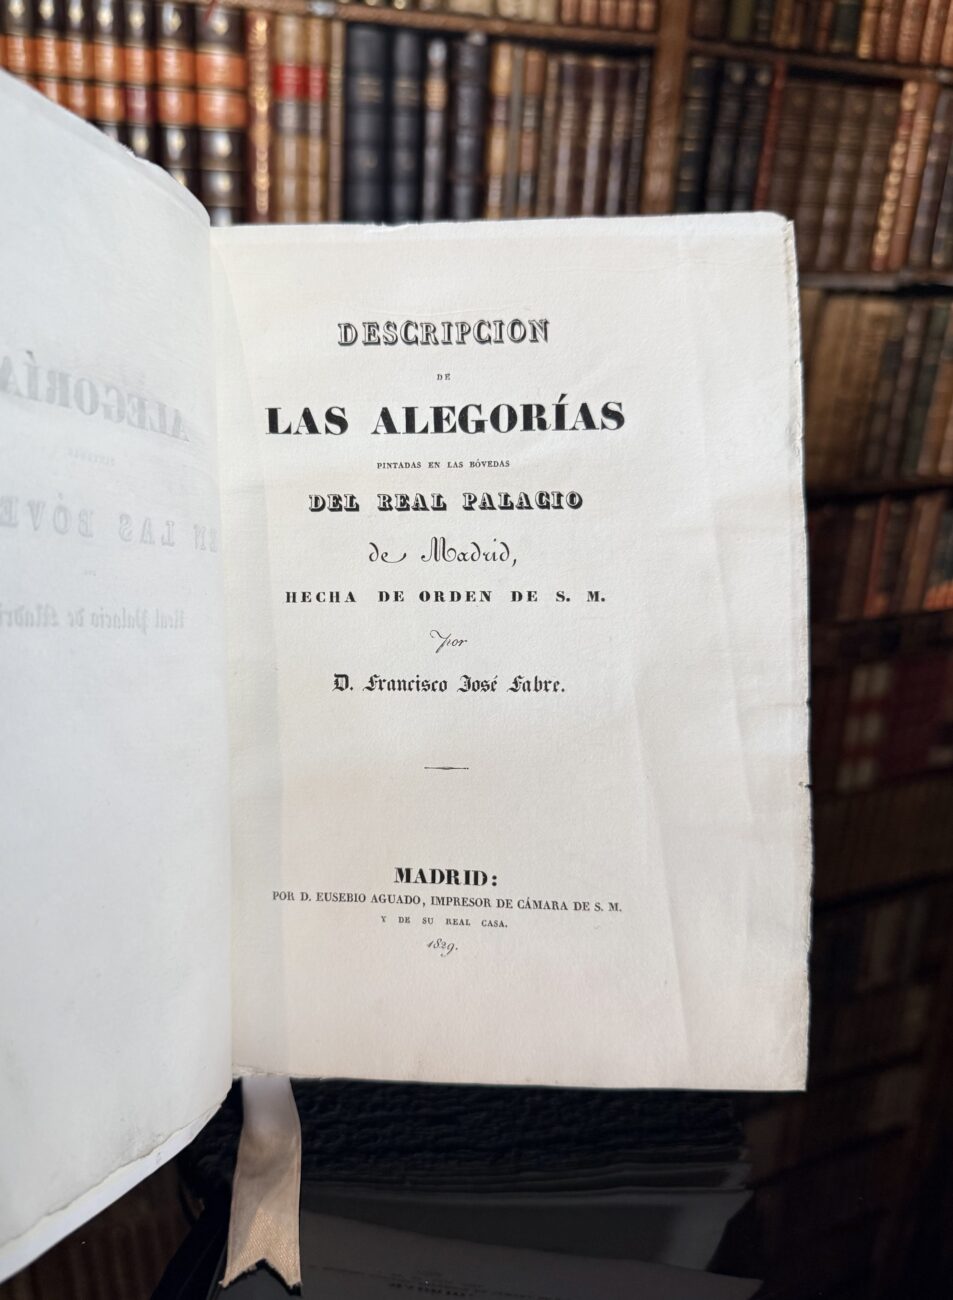 DESCRIPCION
DE
LAS ALEGORÍAS
PINTADAS EN LAS BÓVEDAS
DEL REAL PALACIO
de Madrid,
HECHA DE ORDEN DE S. M.
por
D. Francisco José Fabre.
MADRID:
POR D. EUSEBIO AGUADO, IMPRESOR DE CÁMARA DE S. M.
Y DE SU REAL CASA.
1829.